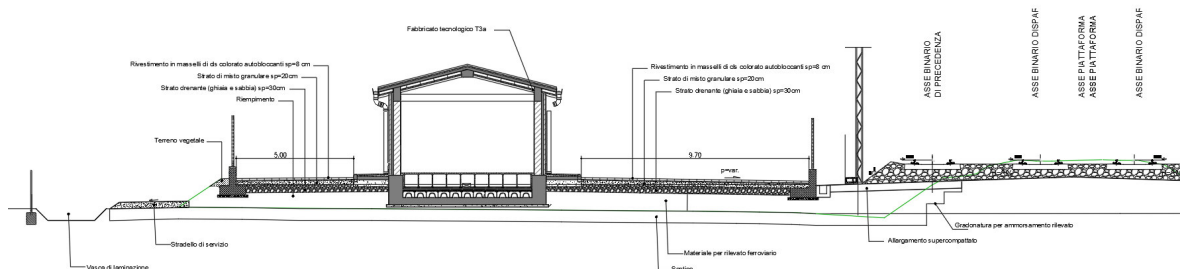 Fabbricato tecnologico T3a
Rivestimento in masselli di cls colorato autobloccanti sp=8 cm
Strato di misto granulare sp=20cm
Strato drenante (ghiaia e sabbia) sp=30cm
Riempimento
Terreno vegetale
5.00
Rivestimento in masselli di cls colorato autobloccanti sp=8 cm
Strato di misto granulare sp=20cm
Strato drenante (ghiaia e sabbia) sp=30cm
9.70
p=var.
ASSE BINARIO
DI PRECEDENZA
ASSE BINARIO DISPAR
ASSE PIATTAFORMA
ASSE PIATTAFORMA
ASSE BINARIO DISPAR
Gradonatura per ammorsamento rilevato
Allargamento supercompattato
Stradello di servizio
Materiale per rilevato ferroviario
Vasca di laminazione